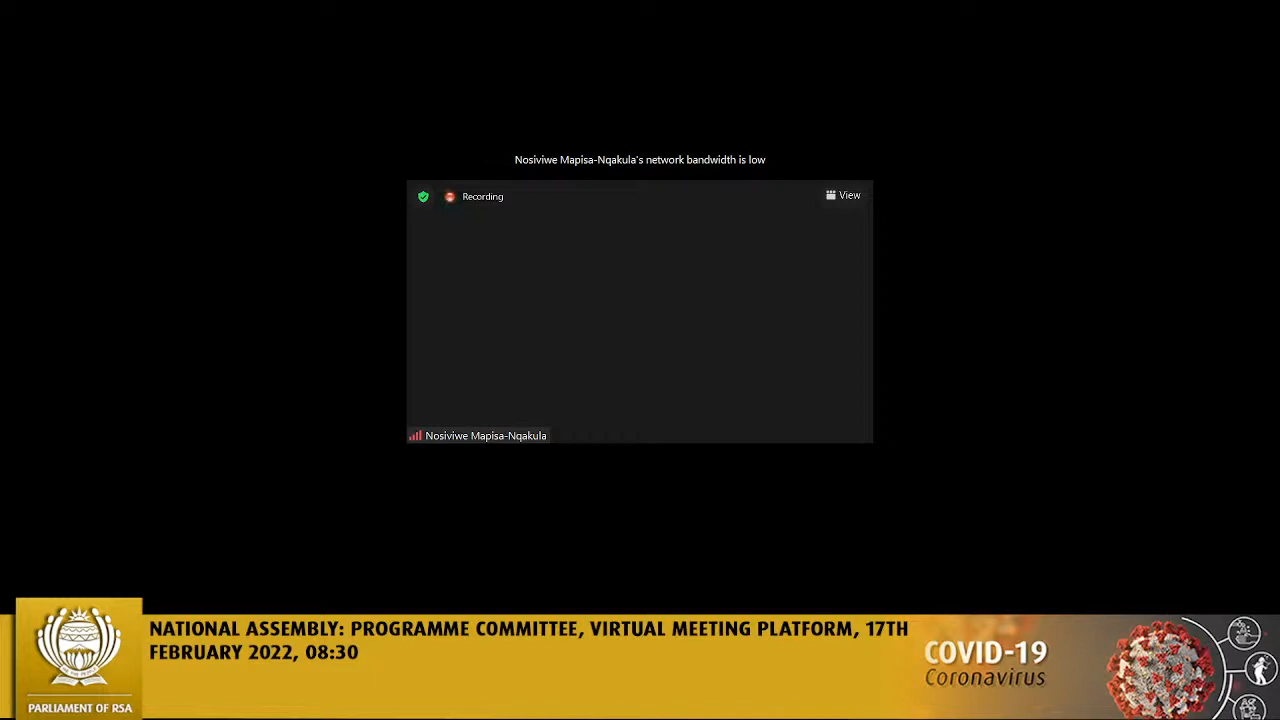 Nosiviwe Mapisa-Nqakula's network bandwidth is low
Recording
View
Nosiviwe Mapisa-Nqakula
NATIONAL ASSEMBLY: PROGRAMME COMMITTEE, VIRTUAL MEETING PLATFORM, 17TH
FEBRUARY 2022, 08:30
COVID-19
Coronavirus
PARLIAMENT OF RSA